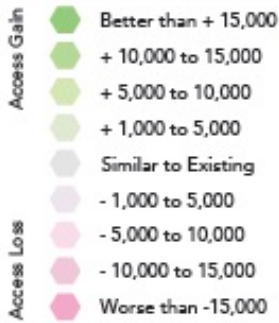 Access Gain
Better than + 15,000
+ 10,000 to 15,000
+ 5,000 to 10,000
+ 1,000 to 5,000
Similar to Existing
- 1,000 to 5,000
- 5,000 to 10,000
- 10,000 to 15,000
Worse than -15,000
Access Loss